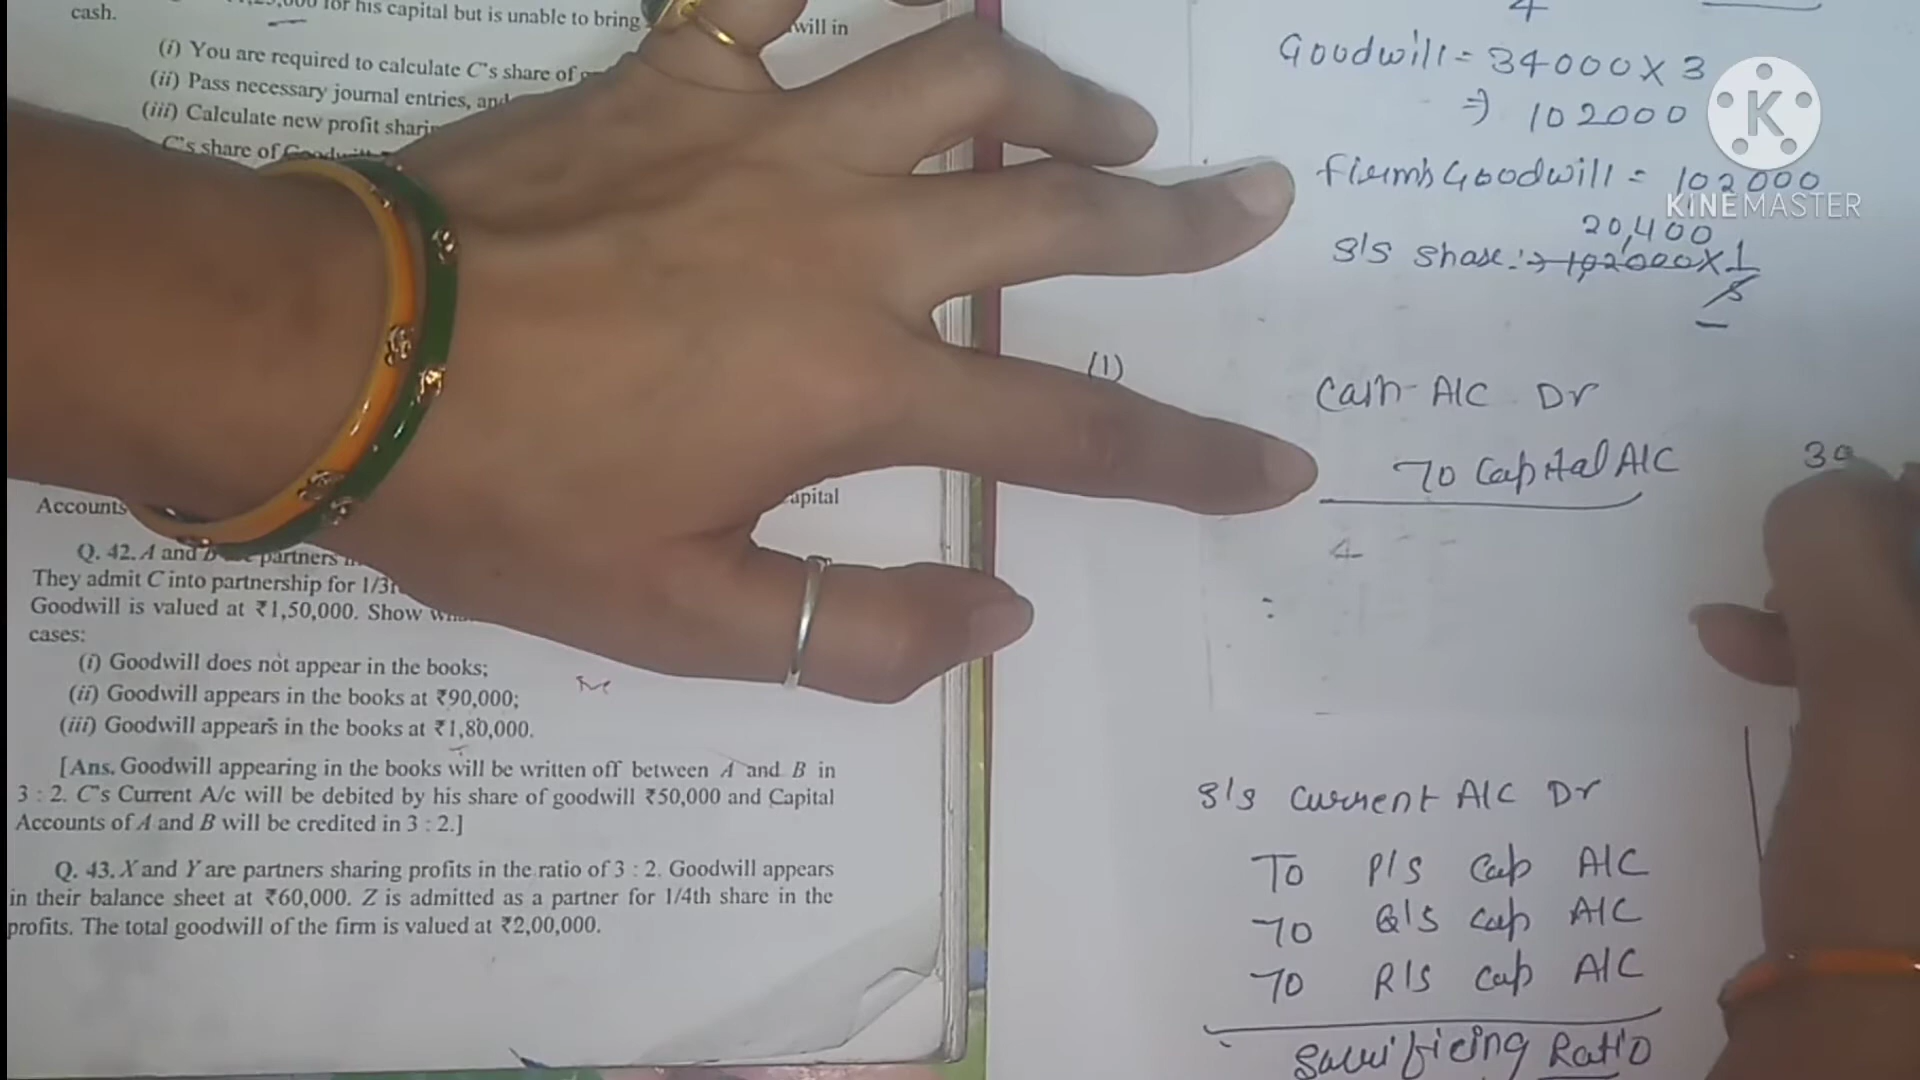 for his capital but is unable to bring
will in
cash.
(i) You are required to calculate C's share of
(ii) Pass necessary journal entries, and
(iii) Calculate new profit sharin
C's share of
apital
Accounts
Q. 42. A and B partners
They admit C into partnership for 1/3r
Goodwill is valued at ₹1,50,000. Show
cases:
(i) Goodwill does not appear in the books;
(ii) Goodwill appears in the books at ₹90,000;
(iii) Goodwill appears in the books at ₹1,80,000.
[Ans. Goodwill appearing in the books will be written off between A and B in
3 : 2. C's Current A/c will be debited by his share of goodwill ₹50,000 and Capital
Accounts of A and B will be credited in 3 : 2.]
Q. 43. X and Y are partners sharing profits in the ratio of 3 : 2. Goodwill appears
in their balance sheet at ₹60,000. Z is admitted as a partner for 1/4th share in the
profits. The total goodwill of the firm is valued at ₹2,00,000.
4
Goodwill = 34000 X 3
⇒ 102000
K
Firm's Goodwill = 102000
KINEMASTER
20,400
S's Share :→ 102000 X 1
5
(1)
Cash A/C Dr
To Capital A/C
30
4
:
S's Current A/C Dr
To P's Cap A/C
To Q's Cap A/C
To R's Cap A/C
Sacrificing Ratio